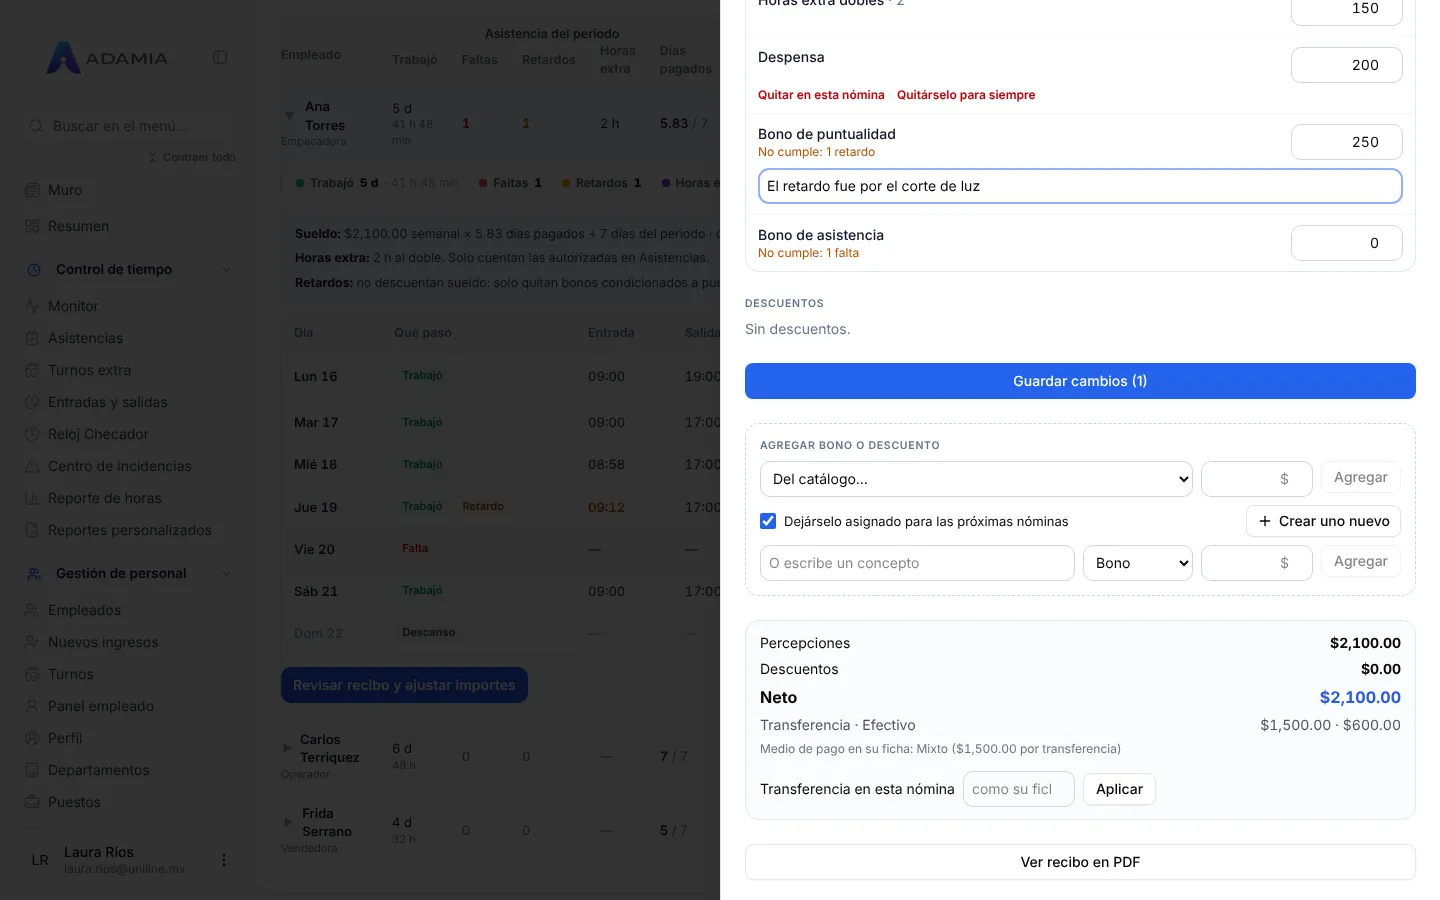 ADAMIA
Buscar en el menú...
Contraer todo
Muro
Resumen
Control de tiempo
Monitor
Asistencias
Turnos extra
Entradas y salidas
Reloj Checador
Centro de incidencias
Reporte de horas
Reportes personalizados
Gestión de personal
Empleados
Nuevos ingresos
Turnos
Panel empleado
Perfil
Departamentos
Puestos
LR
Laura Ríos
laura.rios@uniline.mx
Asistencia del periodo
Empleado
Trabajó
Faltas
Retardos
Horas extra
Días pagados
Ana Torres
Empacadora
5 d
41 h 48 min
1
1
2 h
5.83 / 7
Trabajó 5 d · 41 h 48 min
Faltas 1
Retardos 1
Horas e
Sueldo: $2,100.00 semanal × 5.83 días pagados ÷ 7 días del periodo ·
Horas extra: 2 h al doble. Solo cuentan las autorizadas en Asistencias.
Retardos: no descuentan sueldo; solo quitan bonos condicionados a
Día Qué paso Entrada Salida
Lun 16 Trabajó 09:00 19:00
Mar 17 Trabajó 09:00 17:00
Mié 18 Trabajó 08:58 17:00
Jue 19 Trabajó Retardo 09:12 17:00
Vie 20 Falta — —
Sáb 21 Trabajó 09:00 17:00
Dom 22 Descanso — —
Revisar recibo y ajustar importes
Carlos Terriquez
Operador
6 d
48 h
0
0
—
7 / 7
Frida Serrano
Vendedora
4 d
32 h
0
0
—
5 / 7
Horas extra dobles · 2
150
Despensa
200
Quitar en esta nómina Quitárselo para siempre
Bono de puntualidad
No cumple: 1 retardo
250
El retardo fue por el corte de luz
Bono de asistencia
No cumple: 1 falta
0
DESCUENTOS
Sin descuentos.
Guardar cambios (1)
AGREGAR BONO O DESCUENTO
Del catálogo... $ Agregar
Dejárselo asignado para las próximas nóminas
+ Crear uno nuevo
O escribe un concepto Bono $ Agregar
Percepciones $2,100.00
Descuentos $0.00
Neto $2,100.00
Transferencia · Efectivo $1,500.00 · $600.00
Medio de pago en su ficha: Mixto ($1,500.00 por transferencia)
Transferencia en esta nómina como su ficl Aplicar
Ver recibo en PDF